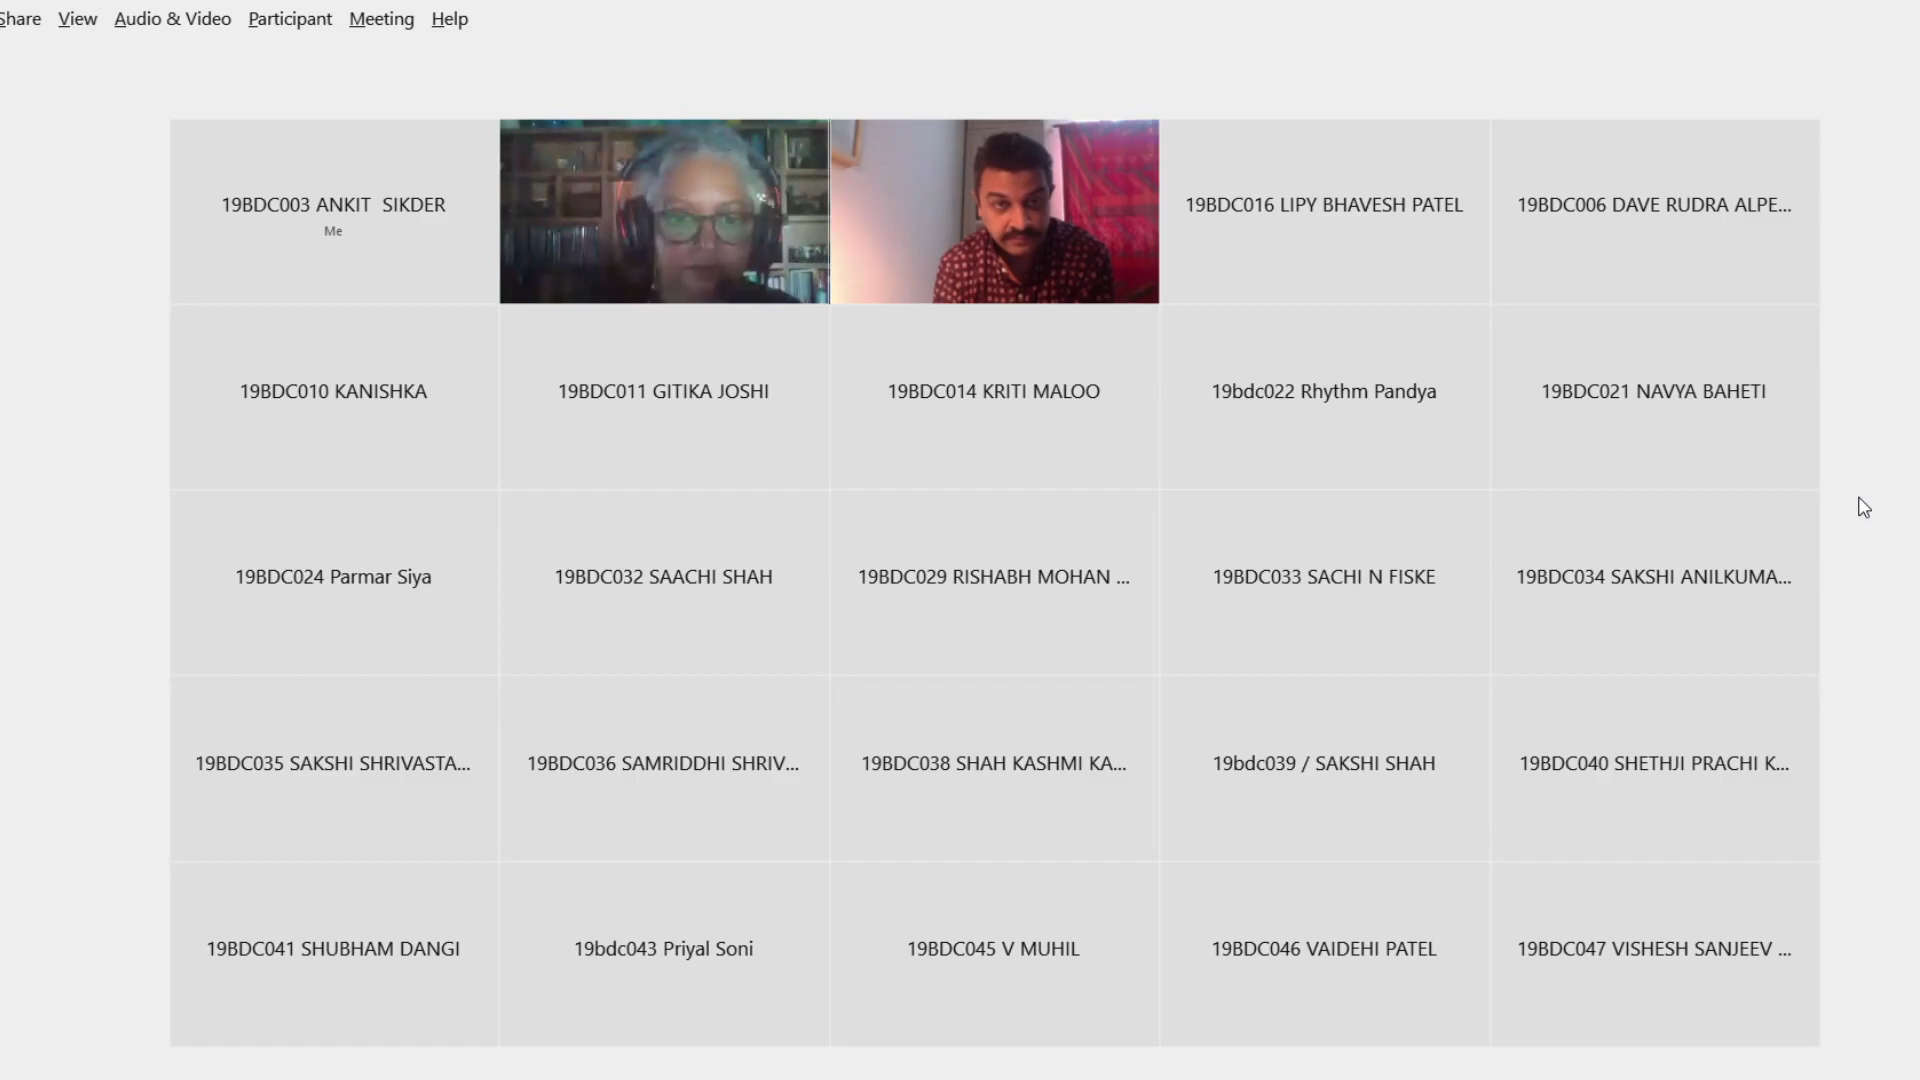 Share View Audio & Video Participant Meeting Help
19BDC003 ANKIT SIKDER
Me
19BDC016 LIPY BHAVESH PATEL
19BDC006 DAVE RUDRA ALPE...
19BDC010 KANISHKA
19BDC011 GITIKA JOSHI
19BDC014 KRITI MALOO
19bdc022 Rhythm Pandya
19BDC021 NAVYA BAHETI
19BDC024 Parmar Siya
19BDC032 SAACHI SHAH
19BDC029 RISHABH MOHAN ...
19BDC033 SACHI N FISKE
19BDC034 SAKSHI ANILKUMA...
19BDC035 SAKSHI SHRIVASTA...
19BDC036 SAMRIDDHI SHRIV...
19BDC038 SHAH KASHMI KA...
19bdc039 / SAKSHI SHAH
19BDC040 SHETHJI PRACHI K...
19BDC041 SHUBHAM DANGI
19bdc043 Priyal Soni
19BDC045 V MUHIL
19BDC046 VAIDEHI PATEL
19BDC047 VISHESH SANJEEV ...